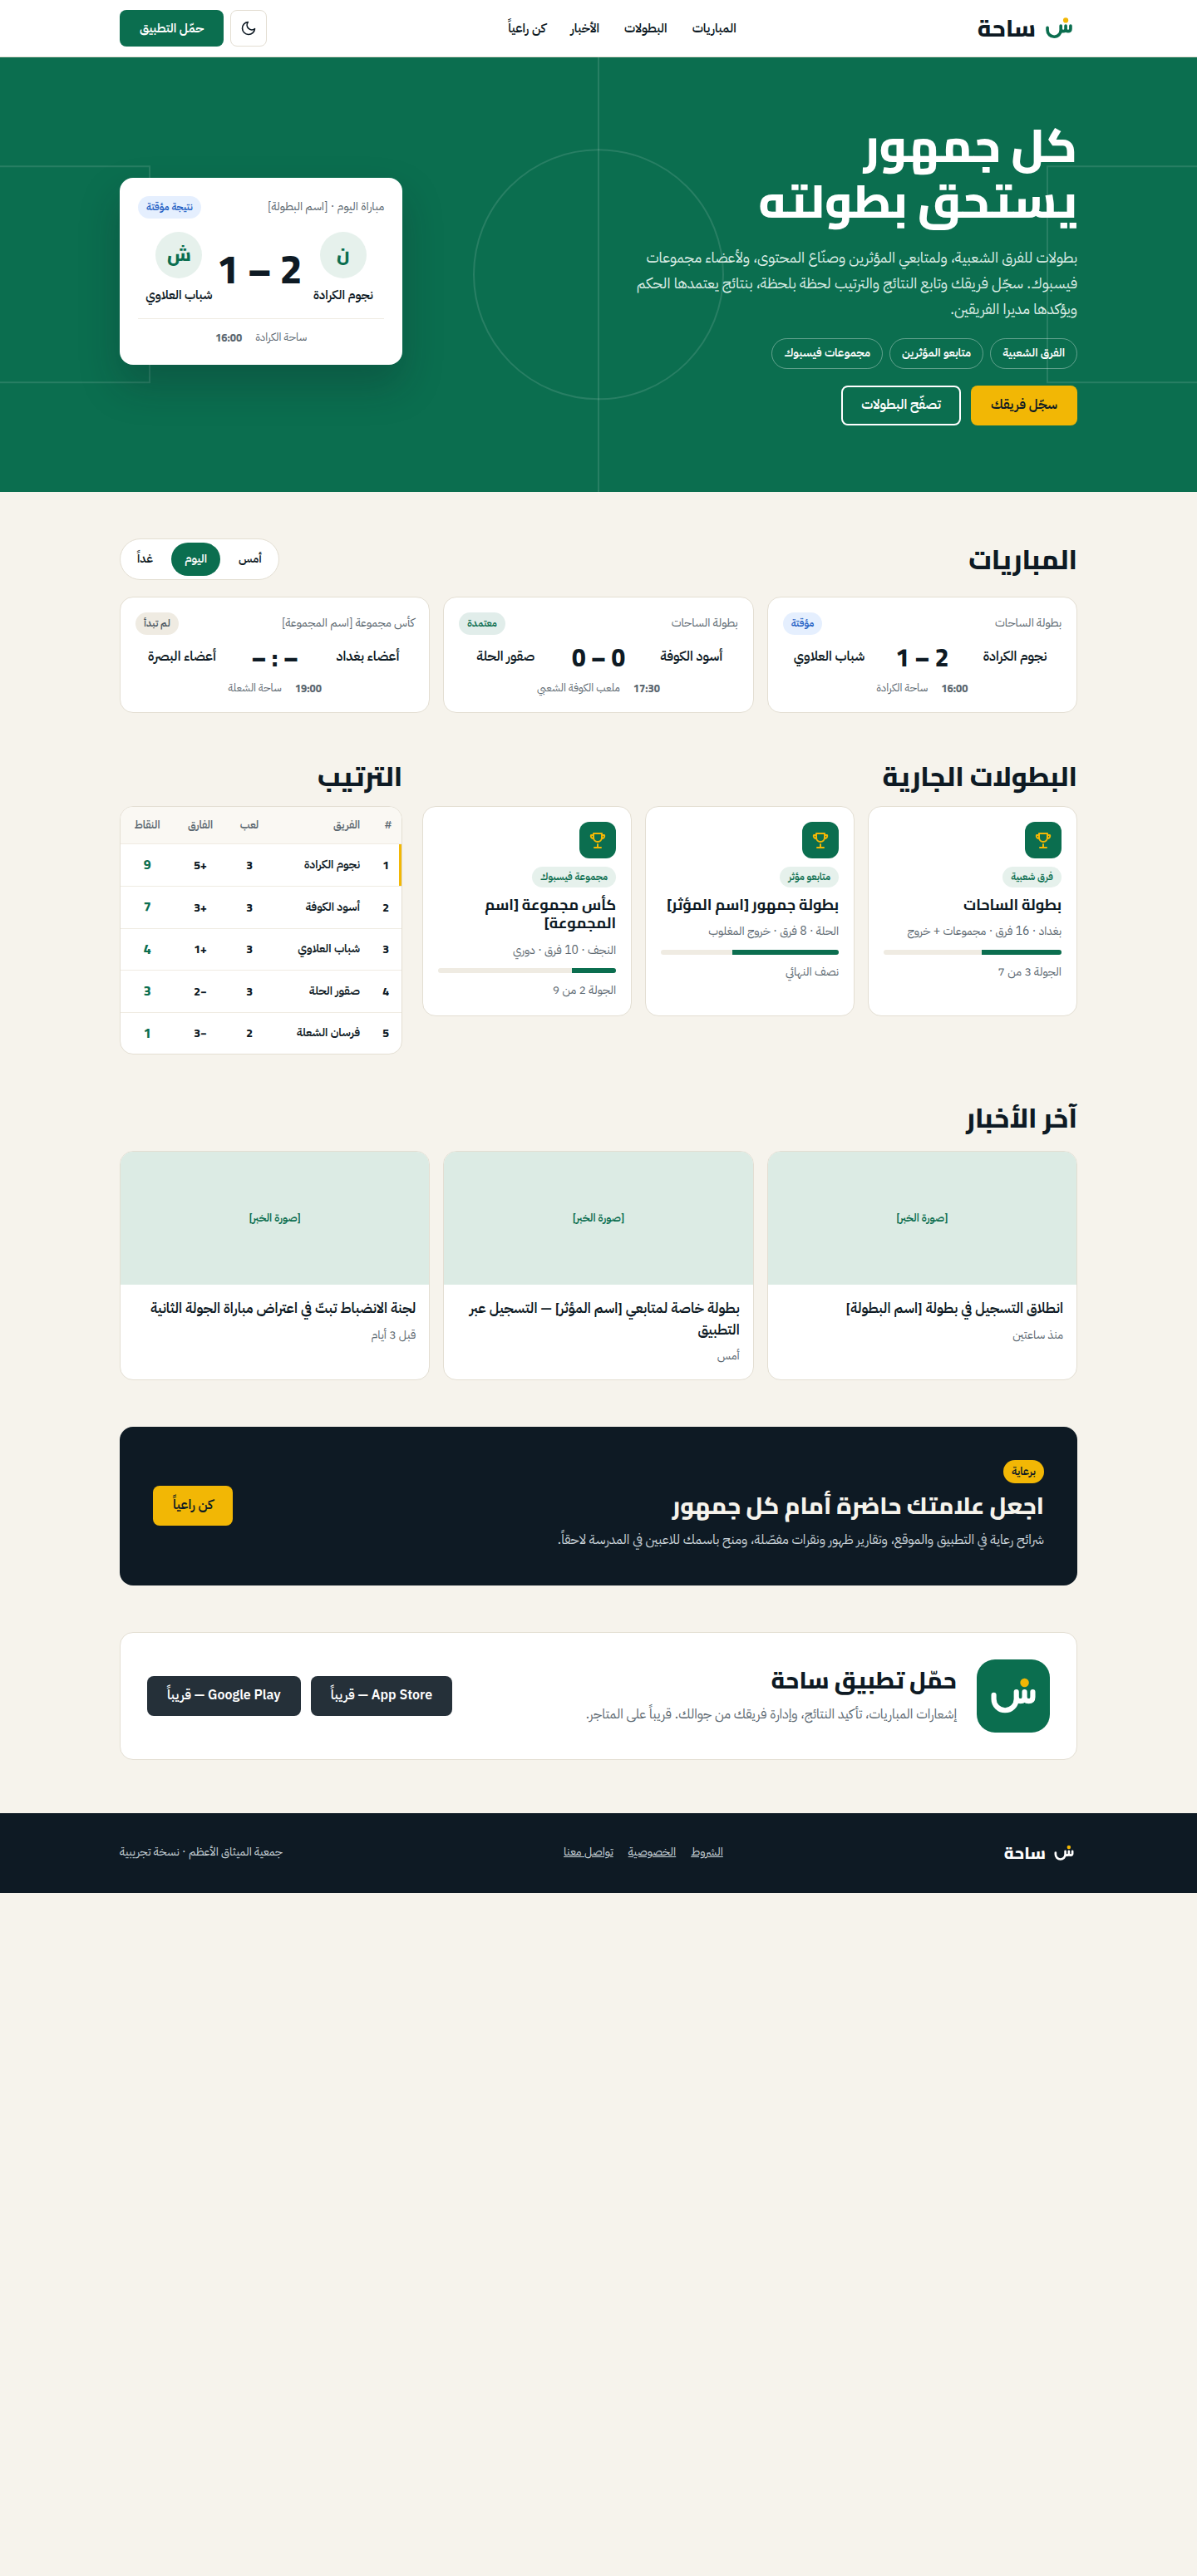 ساحة
المباريات
البطولات
الأخبار
كن راعياً
حمّل التطبيق
كل جمهور
يستحق بطولته
بطولات للفرق الشعبية، ولمتابعي المؤثرين وصنّاع المحتوى، ولأعضاء مجموعات
فيسبوك. سجّل فريقك وتابع النتائج والترتيب لحظة بلحظة، بنتائج يعتمدها الحكم
ويؤكدها مديرا الفريقين.
الفرق الشعبية
متابعو المؤثرين
مجموعات فيسبوك
سجّل فريقك
تصفّح البطولات
مباراة اليوم · [اسم البطولة]
نتيجة مؤقتة
ن
2 – 1
ش
نجوم الكرادة
شباب العلاوي
ساحة الكرادة
16:00
المباريات
أمس
اليوم
غداً
بطولة الساحات
مؤقتة
نجوم الكرادة
2 – 1
شباب العلاوي
16:00
ساحة الكرادة
بطولة الساحات
معتمدة
أسود الكوفة
0 – 0
صقور الحلة
17:30
ملعب الكوفة الشعبي
كأس مجموعة [اسم المجموعة]
لم تبدأ
أعضاء بغداد
– : –
أعضاء البصرة
19:00
ساحة الشعلة
البطولات الجارية
فرق شعبية
بطولة الساحات
بغداد · 16 فرق · مجموعات + خروج
الجولة 3 من 7
متابعو مؤثر
بطولة جمهور [اسم المؤثر]
الحلة · 8 فرق · خروج المغلوب
نصف النهائي
مجموعة فيسبوك
كأس مجموعة [اسم
المجموعة]
النجف · 10 فرق · دوري
الجولة 2 من 9
الترتيب
# الفريق لعب الفارق النقاط
1 نجوم الكرادة 3 +5 9
2 أسود الكوفة 3 +3 7
3 شباب العلاوي 3 +1 4
4 صقور الحلة 3 −2 3
5 فرسان الشعلة 2 −3 1
آخر الأخبار
[صورة الخبر]
انطلاق التسجيل في بطولة [اسم البطولة]
منذ ساعتين
[صورة الخبر]
بطولة خاصة لمتابعي [اسم المؤثر] — التسجيل عبر
التطبيق
أمس
[صورة الخبر]
لجنة الانضباط تبتّ في اعتراض مباراة الجولة الثانية
قبل 3 أيام
برعاية
اجعل علامتك حاضرة أمام كل جمهور
شرائح رعاية في التطبيق والموقع، وتقارير ظهور ونقرات مفصّلة، ومنح باسمك للاعبين في المدرسة لاحقاً.
كن راعياً
حمّل تطبيق ساحة
إشعارات المباريات، تأكيد النتائج، وإدارة فريقك من جوالك. قريباً على المتاجر.
App Store — قريباً
Google Play — قريباً
ساحة
الشروط
الخصوصية
تواصل معنا
جمعية الميثاق الأعظم · نسخة تجريبية